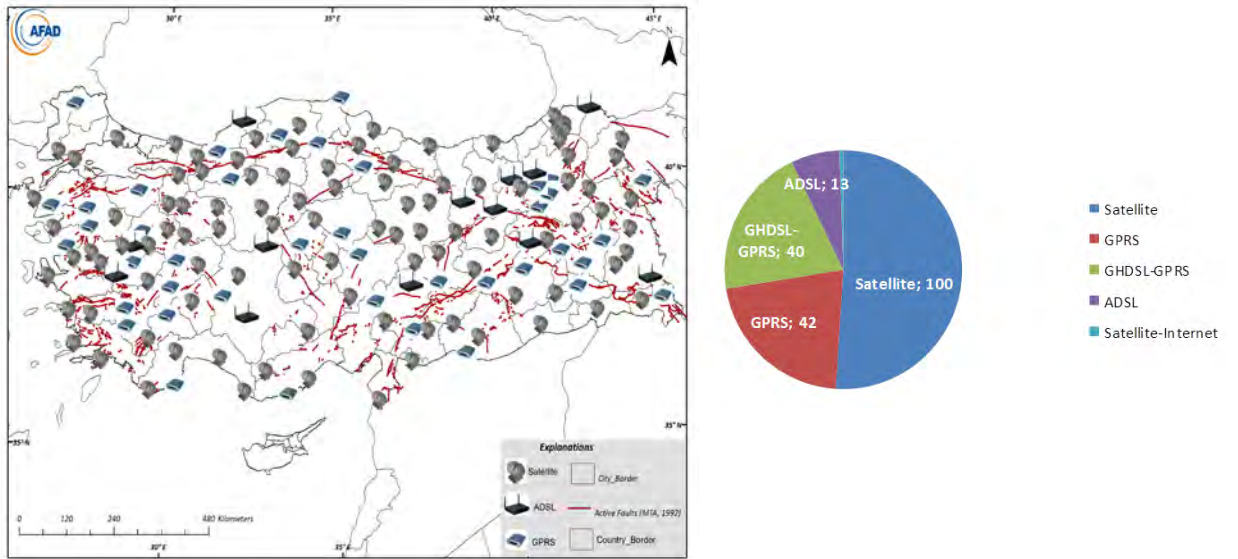 AFAD
30° E
35° E
40° E
45° E
N
40° N
40° N
35° N
35° N
Explanations
Satellite
City_Border
ADSL
Active Faults (MTA, 1992)
GPRS
Country_Border
0 120 240 480 Kilometers
30° E
35° E
ADSL; 13
GHDSL-
GPRS; 40
Satellite; 100
GPRS; 42
Satellite
GPRS
GHDSL-GPRS
ADSL
Satellite-Internet